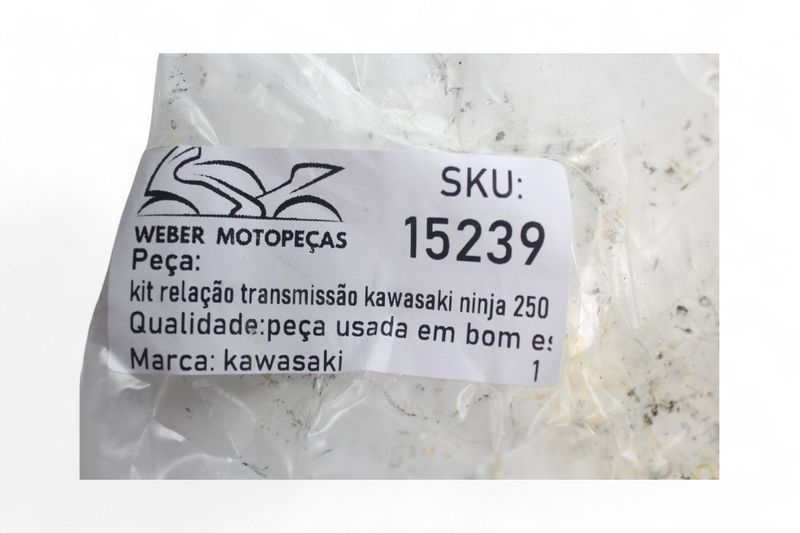 WEBER MOTOPEÇAS
SKU:
15239
Peça:
kit relação transmissão kawasaki ninja 250
Qualidade:peça usada em bom es
Marca: kawasaki
1